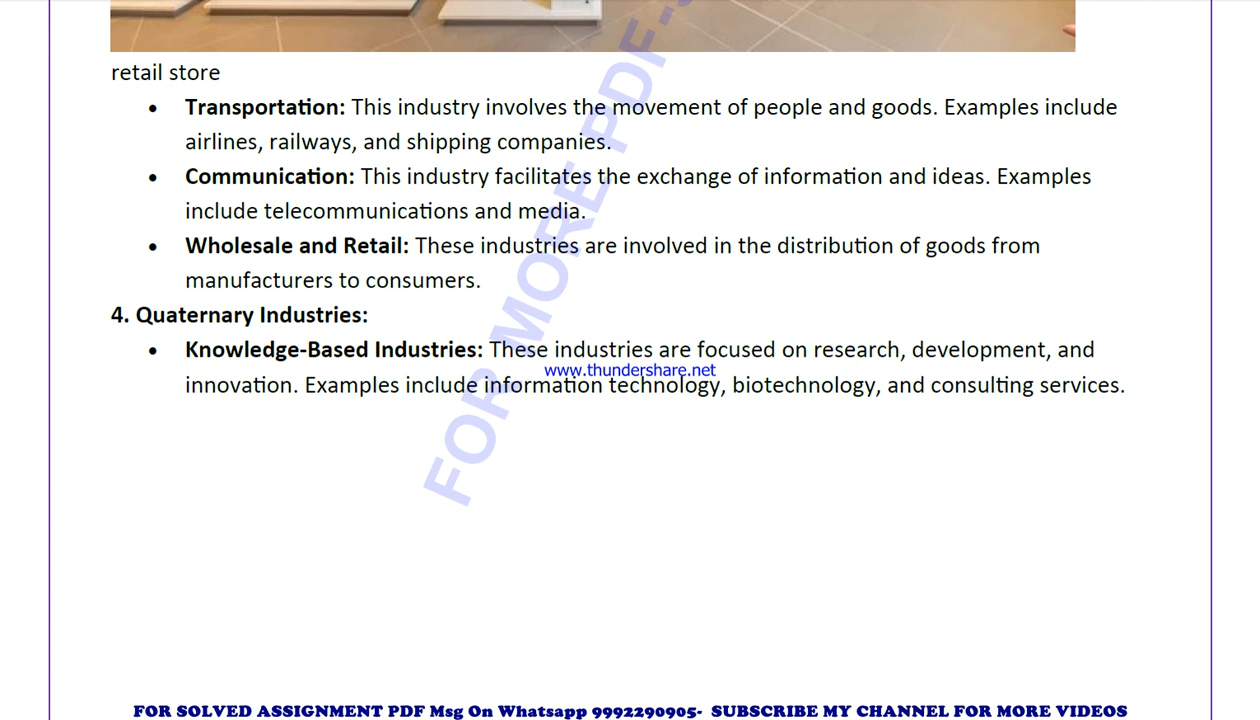 retail store
• Transportation: This industry involves the movement of people and goods. Examples include
airlines, railways, and shipping companies.
• Communication: This industry facilitates the exchange of information and ideas. Examples
include telecommunications and media.
• Wholesale and Retail: These industries are involved in the distribution of goods from
manufacturers to consumers.
4. Quaternary Industries:
• Knowledge-Based Industries: These industries are focused on research, development, and
www.thundershare.net
innovation. Examples include information technology, biotechnology, and consulting services.
FOR MORE PDF-
FOR SOLVED ASSIGNMENT PDF Msg On Whatsapp 9992290905- SUBSCRIBE MY CHANNEL FOR MORE VIDEOS